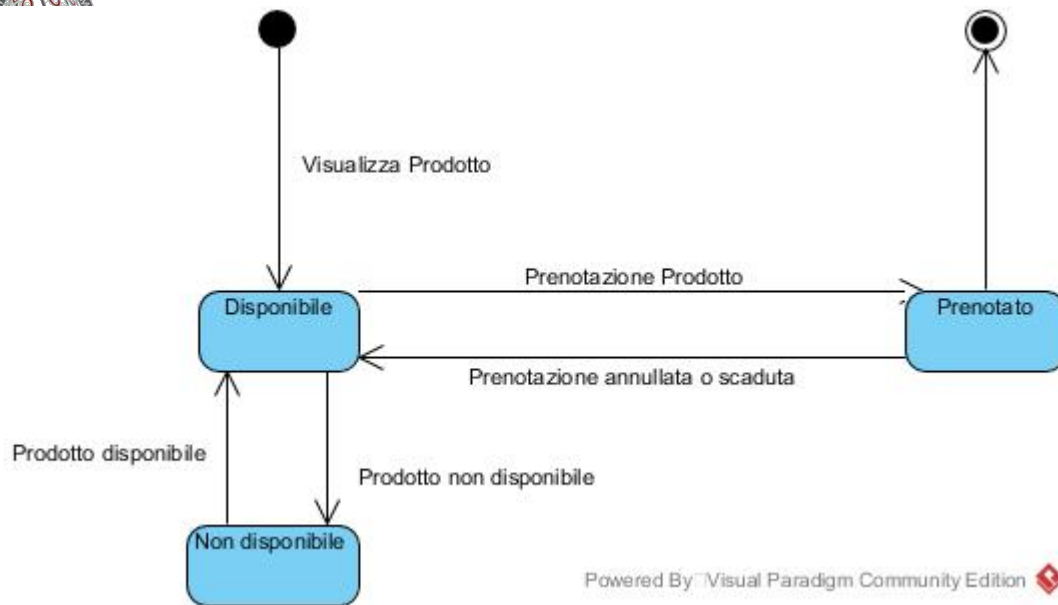 Visualizza Prodotto
Prenotazione Prodotto
Disponibile
Prenotato
Prenotazione annullata o scaduta
Prodotto disponibile
Prodotto non disponibile
Non disponibile
Powered By Visual Paradigm Community Edition